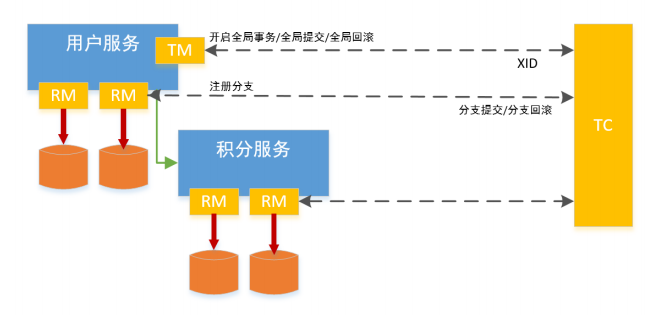 用户服务
TM
开启全局事务/全局提交/全局回滚
XID
RM
RM
注册分支
分支提交/分支回滚
TC
积分服务
RM
RM